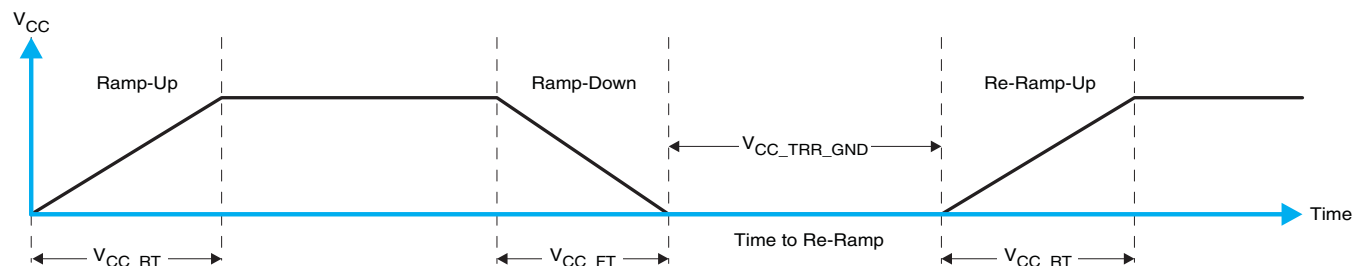 VCC
Ramp-Up
Ramp-Down
Re-Ramp-Up
VCC_TRR_GND
Time
Time to Re-Ramp
VCC_RT
VCC_FT
VCC_RT